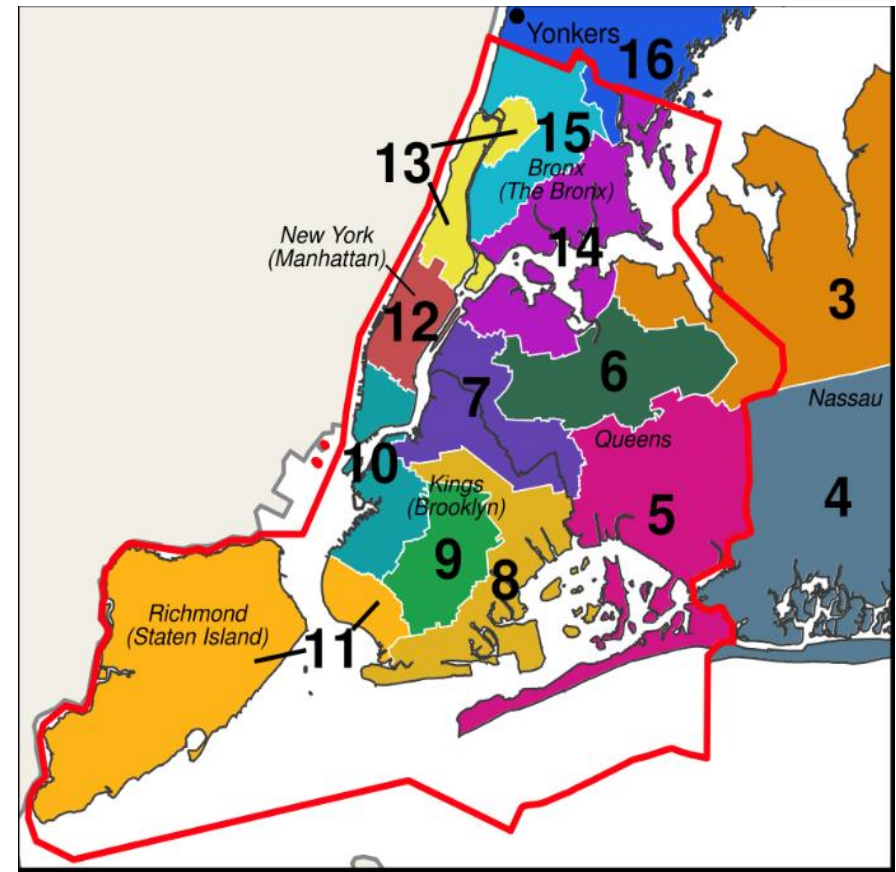 Yonkers
16
15
13
Bronx
(The Bronx)
New York
(Manhattan)
14
3
12
6
7
Nassau
Queens
10
Kings
(Brooklyn)
4
5
9
8
Richmond
(Staten Island)
11